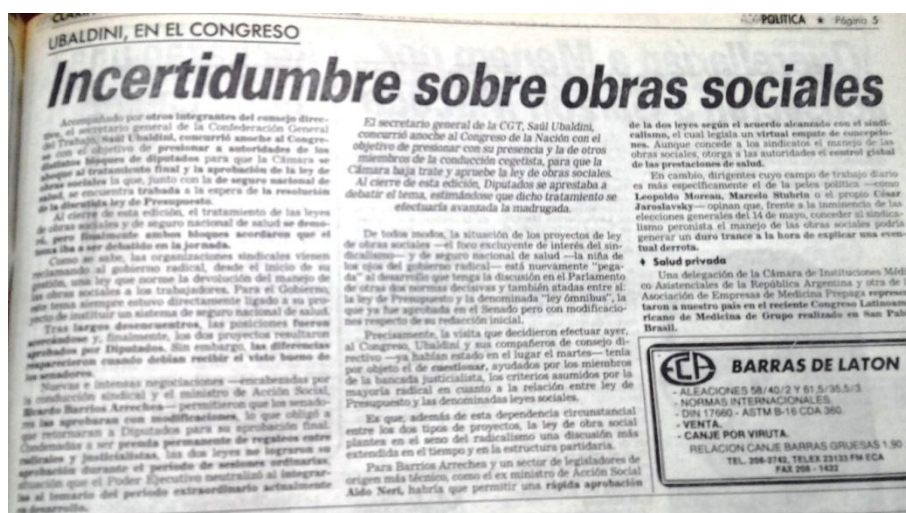 POLITICA ★ Página 5
UBALDINI, EN EL CONGRESO
Incertidumbre sobre obras sociales
Acompañado por otros integrantes del consejo direc-
el secretario general de la Confederación General
del Trabajo, Saúl Ubaldini, concurrió anoche al Congre-
so con el objetivo de presionar a autoridades de los
bloques de diputados para que la Cámara se
al tratamiento final y la aprobación de la ley de
obras sociales la que, junto con la de seguro nacional de
salud, se encuentra trabada a la espera de la resolución
de la discutida ley de Presupuesto.
Al cierre de esta edición, el tratamiento de las leyes
de obras sociales y de seguro nacional de salud se demo-
pero finalmente ambos bloques acordaron que el
tema iba a ser debatido en la jornada.
Como se sabe, las organizaciones sindicales vienen
reclamando al gobierno radical, desde el inicio de su
gestión, una ley que norme la devolución del manejo de
las obras sociales a los trabajadores. Para el Gobierno,
este tema siempre estuvo directamente ligado a su pro-
yecto de instituir un sistema de seguro nacional de salud.
Tras largos desencuentros, las posiciones fueron
acercándose y, finalmente, los dos proyectos resultaron
aprobados por Diputados. Sin embargo, las diferencias
reaparecieron cuando debían recibir el visto bueno de
los senadores.
Nuevas e intensas negociaciones —encabezadas por
la conducción sindical y el ministro de Acción Social,
Ricardo Barrios Arrechea— permitieron que los senado-
res las aprobaran con modificaciones, lo que obligó a
que retornaran a Diputados para su aprobación final.
Condenadas a ser prenda permanente de regateos entre
radicales y justicialistas, las dos leyes no lograron su
aprobación durante el período de sesiones ordinarias,
situación que el Poder Ejecutivo neutralizó al integrar-
las al temario del período extraordinario actualmente
en desarrollo.
El secretario general de la CGT, Saúl Ubaldini,
concurrió anoche al Congreso de la Nación con el
objetivo de presionar con su presencia y la de otros
miembros de la conducción cegetista, para que la
Cámara baja trate y apruebe la ley de obras sociales.
Al cierre de esta edición, Diputados se aprestaba a
debatir el tema, estimándose que dicho tratamiento se
efectuaría avanzada la madrugada.
De todos modos, la situación de los proyectos de ley
de obras sociales —el foco excluyente de interés del sin-
dicalismo— y de seguro nacional de salud —la niña de
los ojos del gobierno radical— está nuevamente "pega-
da" al desarrollo que tenga la discusión en el Parlamento
de otras dos normas decisivas y también atadas entre sí:
la ley de Presupuesto y la denominada "ley ómnibus", la
que ya fue aprobada en el Senado pero con modificacio-
nes respecto de su redacción inicial.
Precisamente, la visita que decidieron efectuar ayer,
al Congreso, Ubaldini y sus compañeros de consejo di-
rectivo —ya habían estado en el lugar el martes— tenía
por objeto el de cuestionar, ayudados por los miembros
de la bancada justicialista, los criterios asumidos por la
mayoría radical en cuanto a la relación entre ley de
Presupuesto y las denominadas leyes sociales.
Es que, además de esta dependencia circunstancial
entre los dos tipos de proyectos, la ley de obra social
plantea en el seno del radicalismo una discusión más
extendida en el tiempo y en la estructura partidaria.
Para Barrios Arrechea y un sector de legisladores de
origen más técnico, como el ex ministro de Acción Social
Aldo Neri, habría que permitir una rápida aprobación
de la dos leyes según el acuerdo alcanzado con el sindi-
calismo, el cual legisla un virtual empate de concepcio-
nes. Aunque concede a los sindicatos el manejo de las
obras sociales, otorga a las autoridades el control global
de las prestaciones de salud.
En cambio, dirigentes cuyo campo de trabajo diario
es más específicamente el de la pelea política —como
Leopoldo Moreau, Marcelo Stubrin o el propio César
Jaroslavsky— opinan que, frente a la inminencia de las
elecciones generales del 14 de mayo, conceder al sindica-
lismo peronista el manejo de las obras sociales podría
generar un duro trance a la hora de explicar una even-
tual derrota.
♦ Salud privada
Una delegación de la Cámara de Instituciones Médi-
co Asistenciales de la República Argentina y otra de l
Asociación de Empresas de Medicina Prepaga represen
taron a nuestro país en el reciente Congreso Latinoam
ricano de Medicina de Grupo realizado en San Pab
Brasil.
ECA BARRAS DE LATON
- ALEACIONES 58/40/2 Y 61,5/35,5/3
- NORMAS INTERNACIONALES
- DIN 17660 - ASTM B-16 CDA 360.
- VENTA.
- CANJE POR VIRUTA.
RELACION CANJE BARRAS GRUESAS 1,90
TEL. 208-2742, TELEX 23133 FM ECA
FAX 208 - 1422